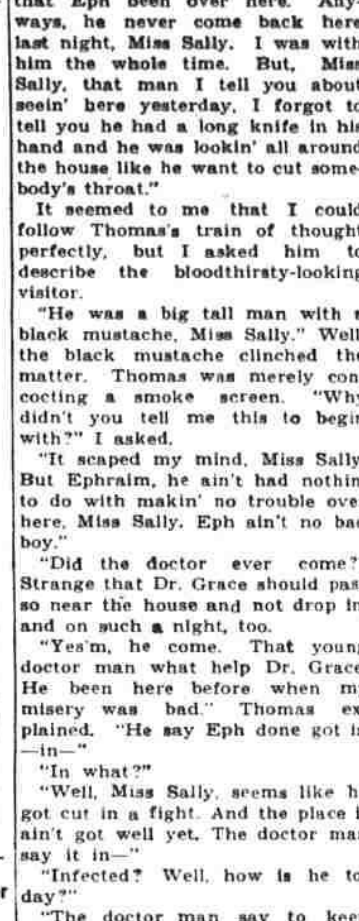 that Eph been over here. Any-
ways, he never come back here
last night, Miss Sally. I was with
him the whole time. But, Miss
Sally, that man I tell you about
seein' here yesterday, I forgot to
tell you he had a long knife in his
hand and he was lookin' all around
the house like he want to cut some-
body's throat."
It seemed to me that I could
follow Thomas's train of thought
perfectly, but I asked him to
describe the bloodthirsty-looking
visitor.
"He was a big tall man with a
black mustache, Miss Sally." Well
the black mustache clinched the
matter. Thomas was merely con
cocting a smoke screen. "Why
didn't you tell me this to begin
with?" I asked.
"It scaped my mind, Miss Sally
But Ephraim, he ain't had nothin
to do with makin' no trouble ove
here, Miss Sally. Eph ain't no bad
boy."
"Did the doctor ever come?
Strange that Dr. Grace should pas
so near the house and not drop in
and on such a night, too.
"Yes'm, he come. That young
doctor man what help Dr. Grace
He been here before when m
misery was bad." Thomas ex
plained. "He say Eph done got i
—in—"
"In what?"
"Well, Miss Sally, seems like h
got cut in a fight. And the place i
ain't got well yet. The doctor ma
say it in—"
"Infected? Well, how is he to
day?"
"The doctor man say to kee